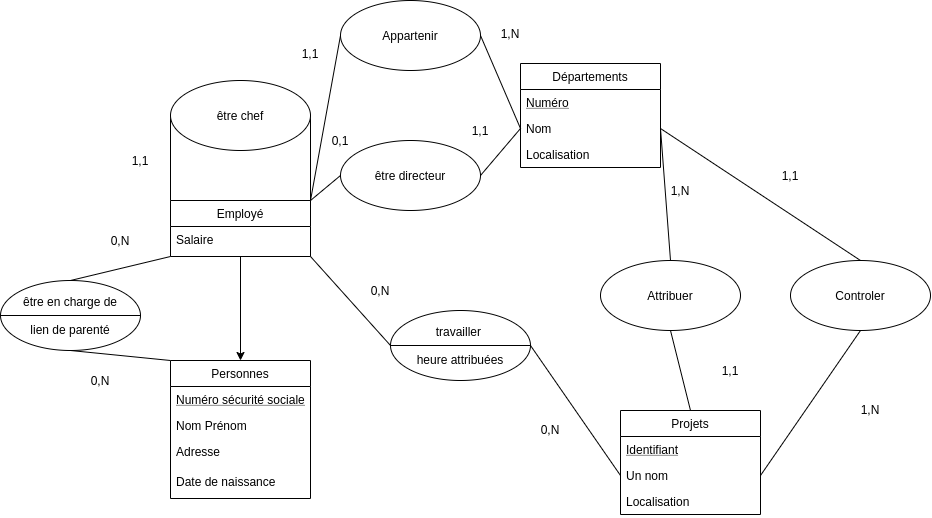 Appartenir
1,1
1,N
Départements
Numéro
Nom
Localisation
être chef
1,1
0,1
1,1
être directeur
1,N
1,1
Employé
Salaire
0,N
être en charge de
lien de parenté
0,N
0,N
travailler
heure attribuées
0,N
Attribuer
Controler
1,1
1,N
Personnes
Numéro sécurité sociale
Nom Prénom
Adresse
Date de naissance
Projets
Identifiant
Un nom
Localisation